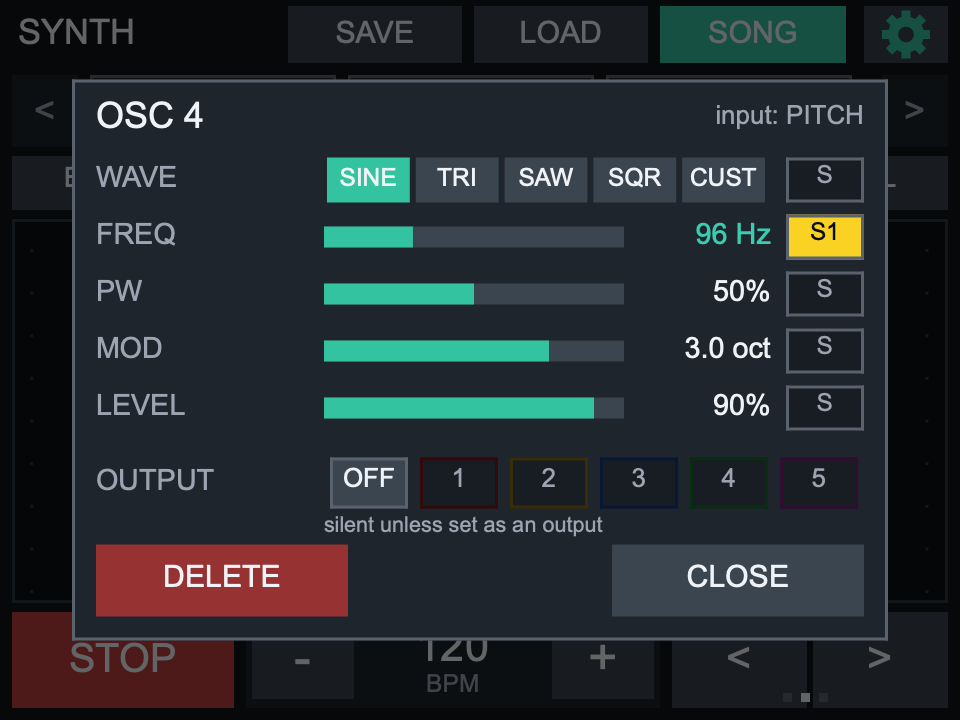 SYNTH SAVE LOAD SONG
< >
OSC 4 input: PITCH
WAVE SINE TRI SAW SQR CUST S
FREQ 96 Hz S1
PW 50% S
MOD 3.0 oct S
LEVEL 90% S
OUTPUT OFF 1 2 3 4 5
silent unless set as an output
DELETE CLOSE
STOP - 120 + < >
BPM